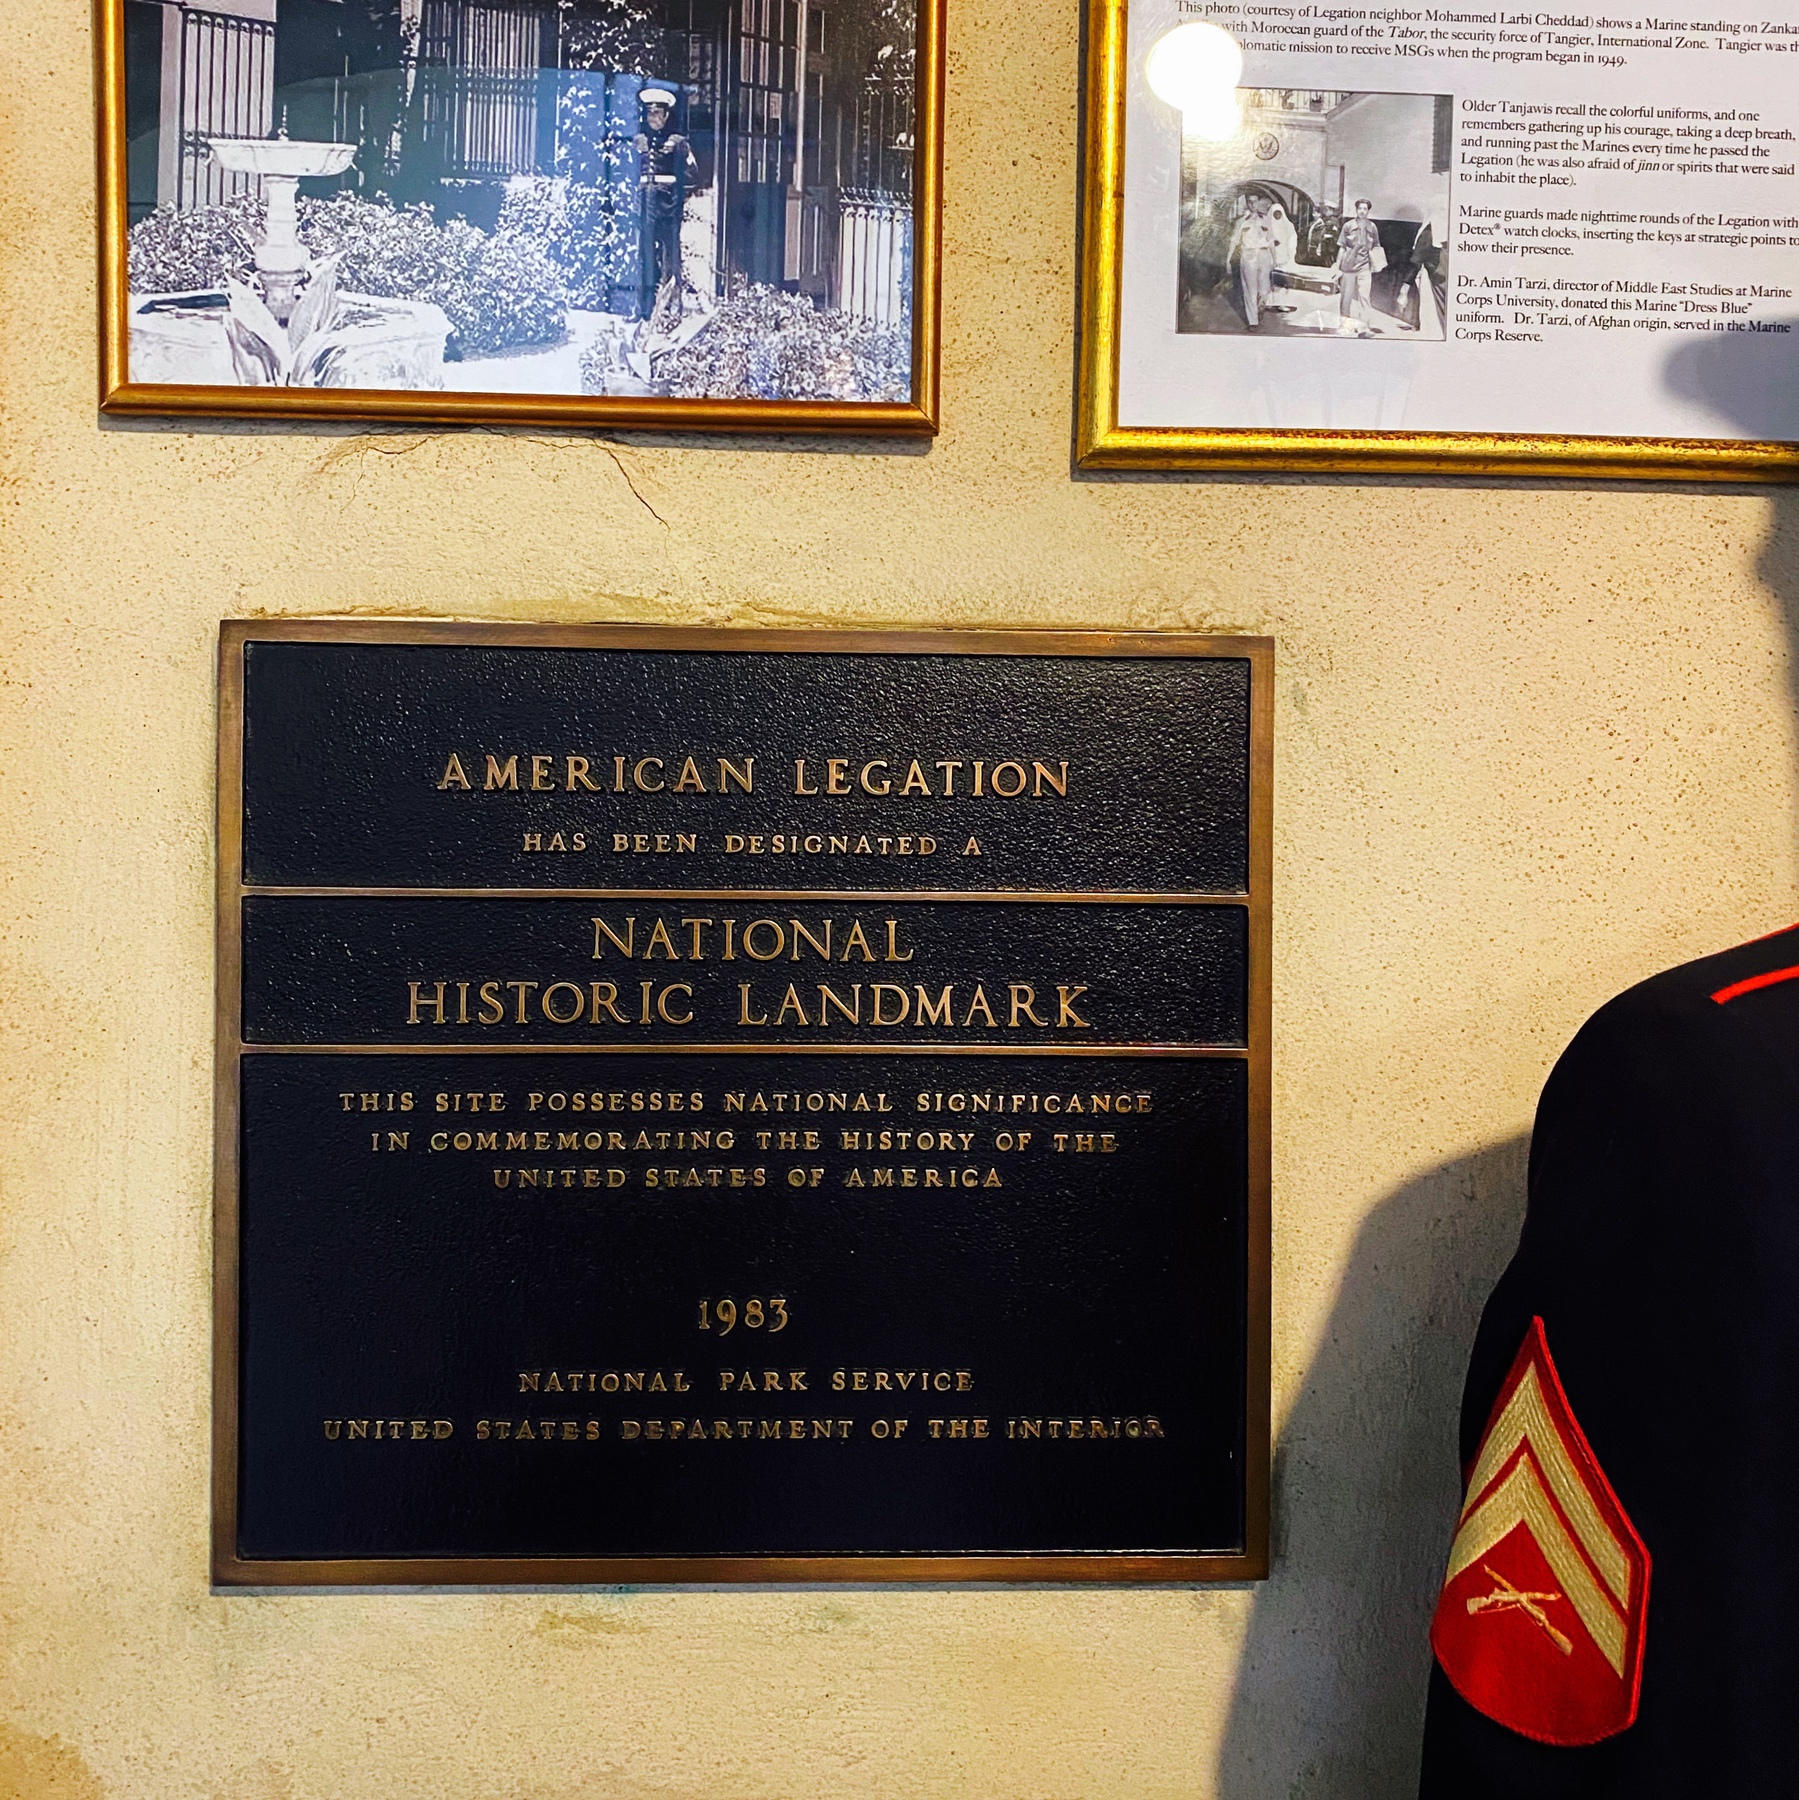 This photo (courtesy of Legation neighbor Mohammed Larbi Cheddad) shows a Marine standing on
with Moroccan guard of the Tabor, the security force of Tangier, International Zone. Tangier was
mission to receive MSGs when the program began in 1949.
Older Tanjawis recall the colorful uniforms, and one
remembers gathering up his courage, taking a deep breath,
and running past the Marines every time he passed the
Legation (he was also afraid of jinn or spirits that were said
to inhabit the place).
Marine guards made nighttime rounds of the Legation with
Detex® watch clocks, inserting the keys at strategic points to
show their presence.
Dr. Amin Tarzi, director of Middle East Studies at Marine
Corps University, donated this Marine "Dress Blue"
uniform. Dr. Tarzi, of Afghan origin, served in the Marine
Corps Reserve.
AMERICAN LEGATION
HAS BEEN DESIGNATED A
NATIONAL
HISTORIC LANDMARK
THIS SITE POSSESSES NATIONAL SIGNIFICANCE
IN COMMEMORATING THE HISTORY OF THE
UNITED STATES OF AMERICA
1983
NATIONAL PARK SERVICE
UNITED STATES DEPARTMENT OF THE INTERIOR